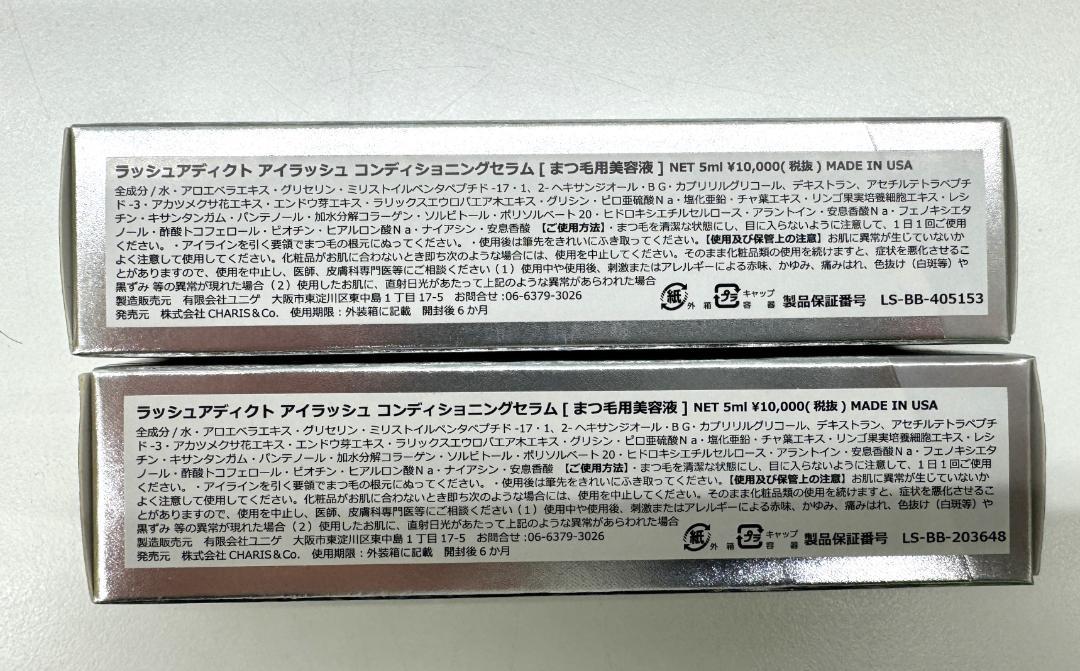 ラッシュアディクト アイラッシュ コンディショニングセラム [ まつ毛用美容液 ] NET 5ml ¥10,000( 税抜 ) MADE IN USA
全成分 / 水・アロエベラエキス・グリセリン・ミリストイルペンタペプチド -17・1、2- ヘキサンジオール・BG・カプリリルグリコール、デキストラン、アセチルテトラペプチ
ド -3・アカツメクサ花エキス・エンドウ芽エキス・ラリックスエウロパエア木エキス・グリシン・ピロ亜硫酸Na・塩化亜鉛・チャ葉エキス・リンゴ果実培養細胞エキス・レシ
チン・キサンタンガム・パンテノール・加水分解コラーゲン・ソルビトール・ポリソルベート 20・ヒドロキシエチルセルロース・アラントイン・安息香酸Na・フェノキシエタ
ノール・酢酸トコフェロール・ビオチン・ヒアルロン酸Na・ナイアシン・安息香酸 【ご使用方法】・まつ毛を清潔な状態にし、目に入らないように注意して、1日1回ご使用
ください。・アイラインを引く要領でまつ毛の根元にぬってください。・使用後は筆先をきれいにふき取ってください。【使用及び保管上の注意】お肌に異常が生じていないか
よく注意して使用してください。化粧品がお肌に合わないとき即ち次のような場合には、使用を中止してください。そのまま化粧品類の使用を続けますと、症状を悪化させるこ
とがありますので、使用を中止し、医師、皮膚科専門医等にご相談ください（1）使用中や使用後、刺激またはアレルギーによる赤味、かゆみ、痛みはれ、色抜け（白斑等）や
黒ずみ 等の異常が現れた場合（2）使用したお肌に、直射日光があたって上記のような異常があらわれた場合
製造販売元 有限会社ユニゲ 大阪市東淀川区東中島1丁目 17-5 お問合せ :06-6379-3026
発売元 株式会社 CHARIS＆Co. 使用期限：外装箱に記載 開封後6か月
紙 外箱 プラ キャップ 容器 製品保証番号 LS-BB-405153
ラッシュアディクト アイラッシュ コンディショニングセラム [ まつ毛用美容液 ] NET 5ml ¥10,000( 税抜 ) MADE IN USA
全成分 / 水・アロエベラエキス・グリセリン・ミリストイルペンタペプチド -17・1、2- ヘキサンジオール・BG・カプリリルグリコール、デキストラン、アセチルテトラペプチ
ド -3・アカツメクサ花エキス・エンドウ芽エキス・ラリックスエウロパエア木エキス・グリシン・ピロ亜硫酸Na・塩化亜鉛・チャ葉エキス・リンゴ果実培養細胞エキス・レシ
チン・キサンタンガム・パンテノール・加水分解コラーゲン・ソルビトール・ポリソルベート 20・ヒドロキシエチルセルロース・アラントイン・安息香酸Na・フェノキシエタ
ノール・酢酸トコフェロール・ビオチン・ヒアルロン酸Na・ナイアシン・安息香酸 【ご使用方法】・まつ毛を清潔な状態にし、目に入らないように注意して、1日1回ご使用
ください。・アイラインを引く要領でまつ毛の根元にぬってください。・使用後は筆先をきれいにふき取ってください。【使用及び保管上の注意】お肌に異常が生じていないか
よく注意して使用してください。化粧品がお肌に合わないとき即ち次のような場合には、使用を中止してください。そのまま化粧品類の使用を続けますと、症状を悪化させるこ
とがありますので、使用を中止し、医師、皮膚科専門医等にご相談ください（1）使用中や使用後、刺激またはアレルギーによる赤味、かゆみ、痛みはれ、色抜け（白斑等）や
黒ずみ 等の異常が現れた場合（2）使用したお肌に、直射日光があたって上記のような異常があらわれた場合
製造販売元 有限会社ユニゲ 大阪市東淀川区東中島1丁目 17-5 お問合せ :06-6379-3026
発売元 株式会社 CHARIS＆Co. 使用期限：外装箱に記載 開封後6か月
紙 外箱 プラ キャップ 容器 製品保証番号 LS-BB-203648